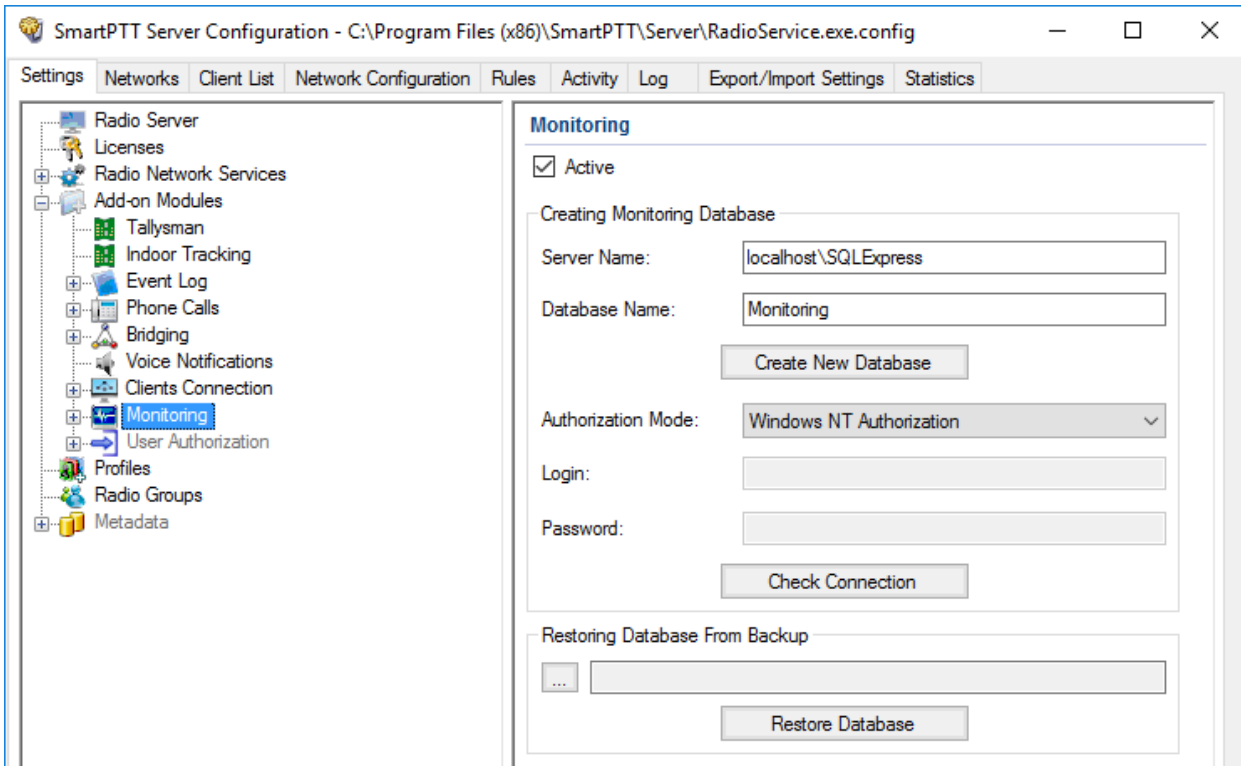 SmartPTT Server Configuration - C:\Program Files (x86)\SmartPTT\Server\RadioService.exe.config
Settings Networks Client List Network Configuration Rules Activity Log Export/Import Settings Statistics
Radio Server
Licenses
Radio Network Services
Add-on Modules
Tallysman
Indoor Tracking
Event Log
Phone Calls
Bridging
Voice Notifications
Clients Connection
Monitoring
User Authorization
Profiles
Radio Groups
Metadata
Monitoring
Active
Creating Monitoring Database
Server Name: localhost\SQLExpress
Database Name: Monitoring
Create New Database
Authorization Mode: Windows NT Authorization
Login:
Password:
Check Connection
Restoring Database From Backup
...
Restore Database